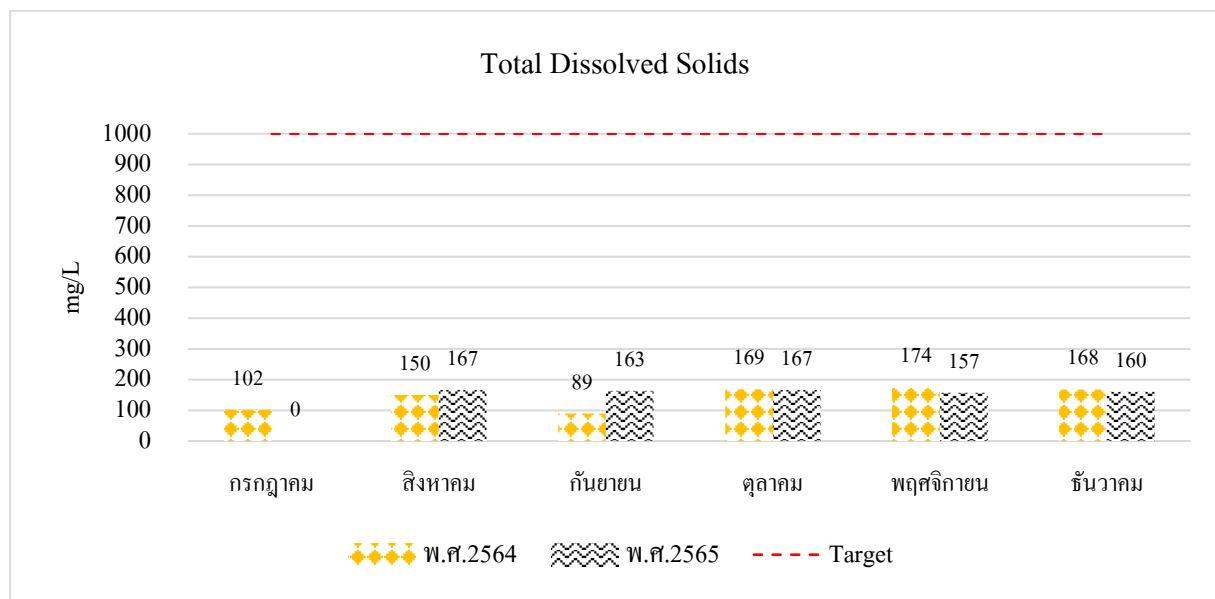 Total Dissolved Solids
mg/L
1000
900
800
700
600
500
400
300
200
100
0
102 0 150 167 89 163 169 167 174 157 168 160
กรกฎาคม สิงหาคม กันยายน ตุลาคม พฤศจิกายน ธันวาคม
พ.ศ.2564 พ.ศ.2565 Target